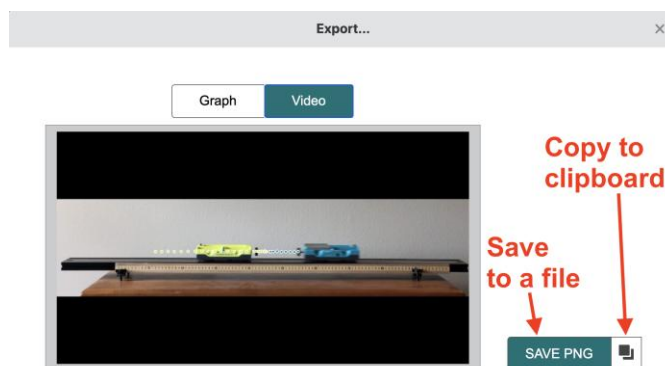 Export...
Graph
Video
Copy to
clipboard
Save
to a file
SAVE PNG